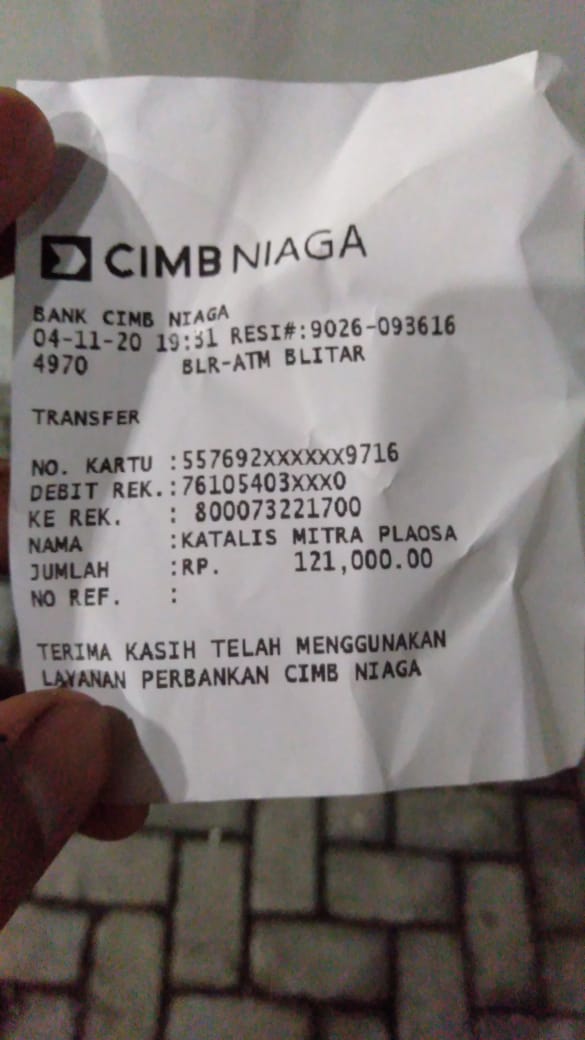 CIMB NIAGA
BANK CIMB NIAGA
04-11-20 19:31 RESI#:9026-093616
4970 BLR-ATM BLITAR
TRANSFER
NO. KARTU :557692XXXXXX9716
DEBIT REK.:76105403XXX0
KE REK. : 800073221700
NAMA :KATALIS MITRA PLAOSA
JUMLAH :RP. 121,000.00
NO REF. :
TERIMA KASIH TELAH MENGGUNAKAN
LAYANAN PERBANKAN CIMB NIAGA